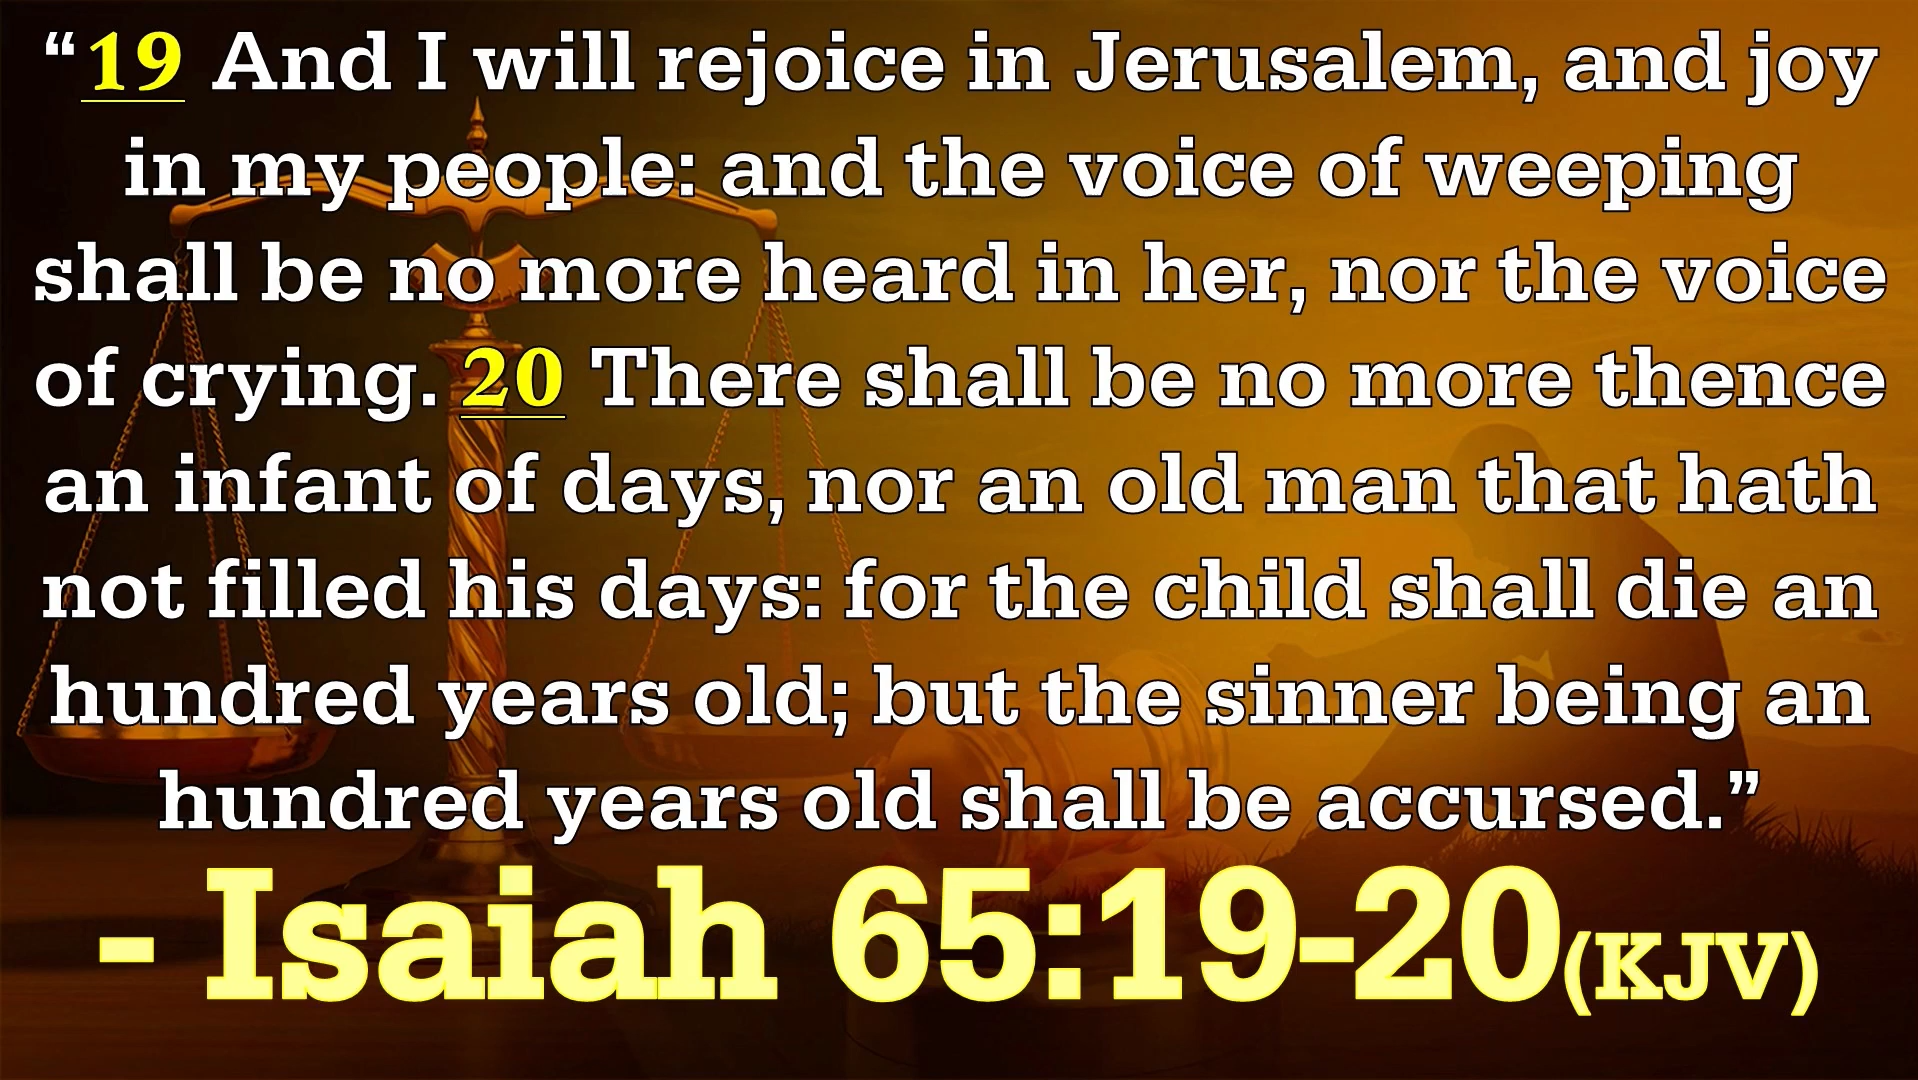 “19 And I will rejoice in Jerusalem, and joy
in my people: and the voice of weeping
shall be no more heard in her, nor the voice
of crying. 20 There shall be no more thence
an infant of days, nor an old man that hath
not filled his days: for the child shall die an
hundred years old; but the sinner being an
hundred years old shall be accursed.”
- Isaiah 65:19-20(KJV)